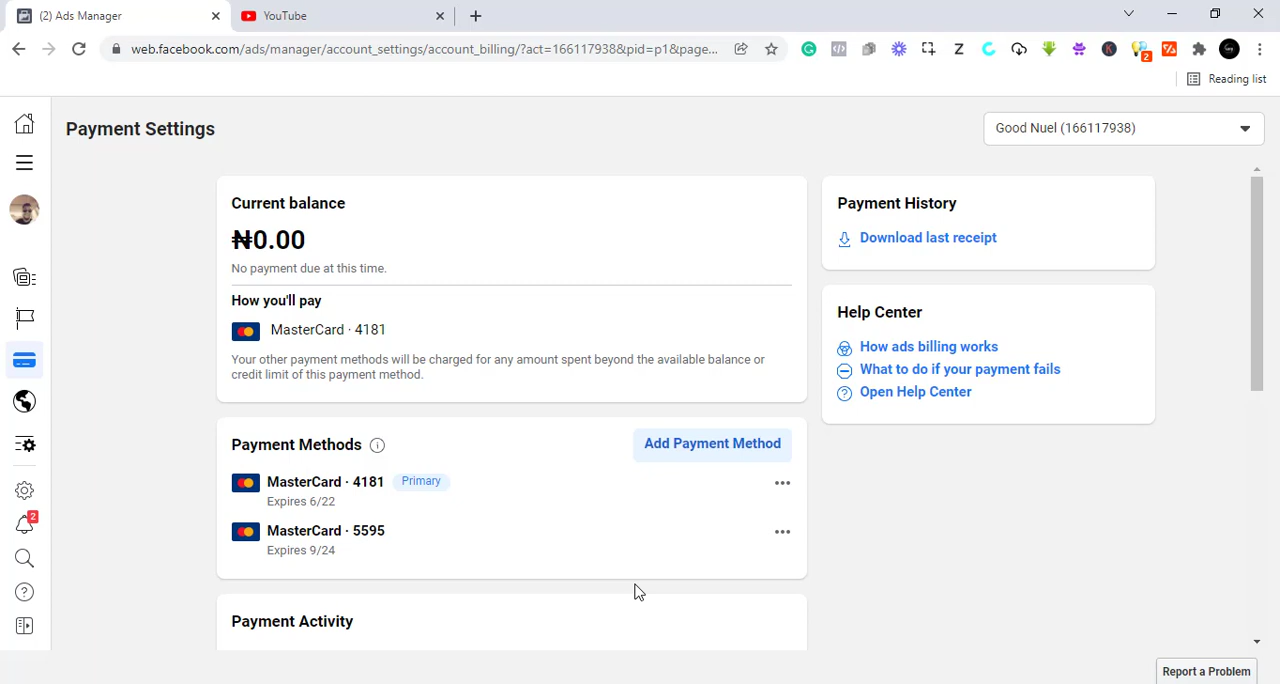 (2) Ads Manager
YouTube
web.facebook.com/ads/manager/account_settings/account_billing/?act=166117938&pid=p1&page...
Z
K
2
Reading list
Payment Settings
Good Nuel (166117938)
Current balance
₦0.00
No payment due at this time.
How you'll pay
MasterCard · 4181
Your other payment methods will be charged for any amount spent beyond the available balance or
credit limit of this payment method.
Payment History
Download last receipt
Help Center
How ads billing works
What to do if your payment fails
Open Help Center
Payment Methods
Add Payment Method
MasterCard · 4181 Primary
Expires 6/22
MasterCard · 5595
Expires 9/24
Payment Activity
2
Report a Problem